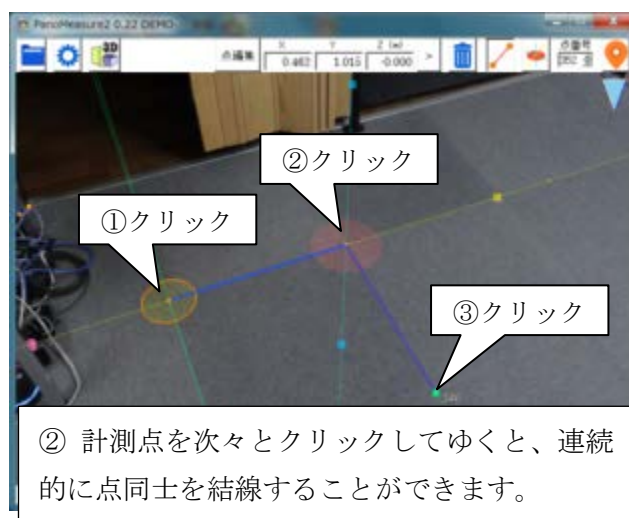 PanoMeasure2 0.22 DEMO
点編集
X
Y
Z (m)
0.462
1.015
-0.000
>
点番号
3D
②クリック
①クリック
③クリック
② 計測点を次々とクリックしてゆくと、連続
的に点同士を結線することができます。